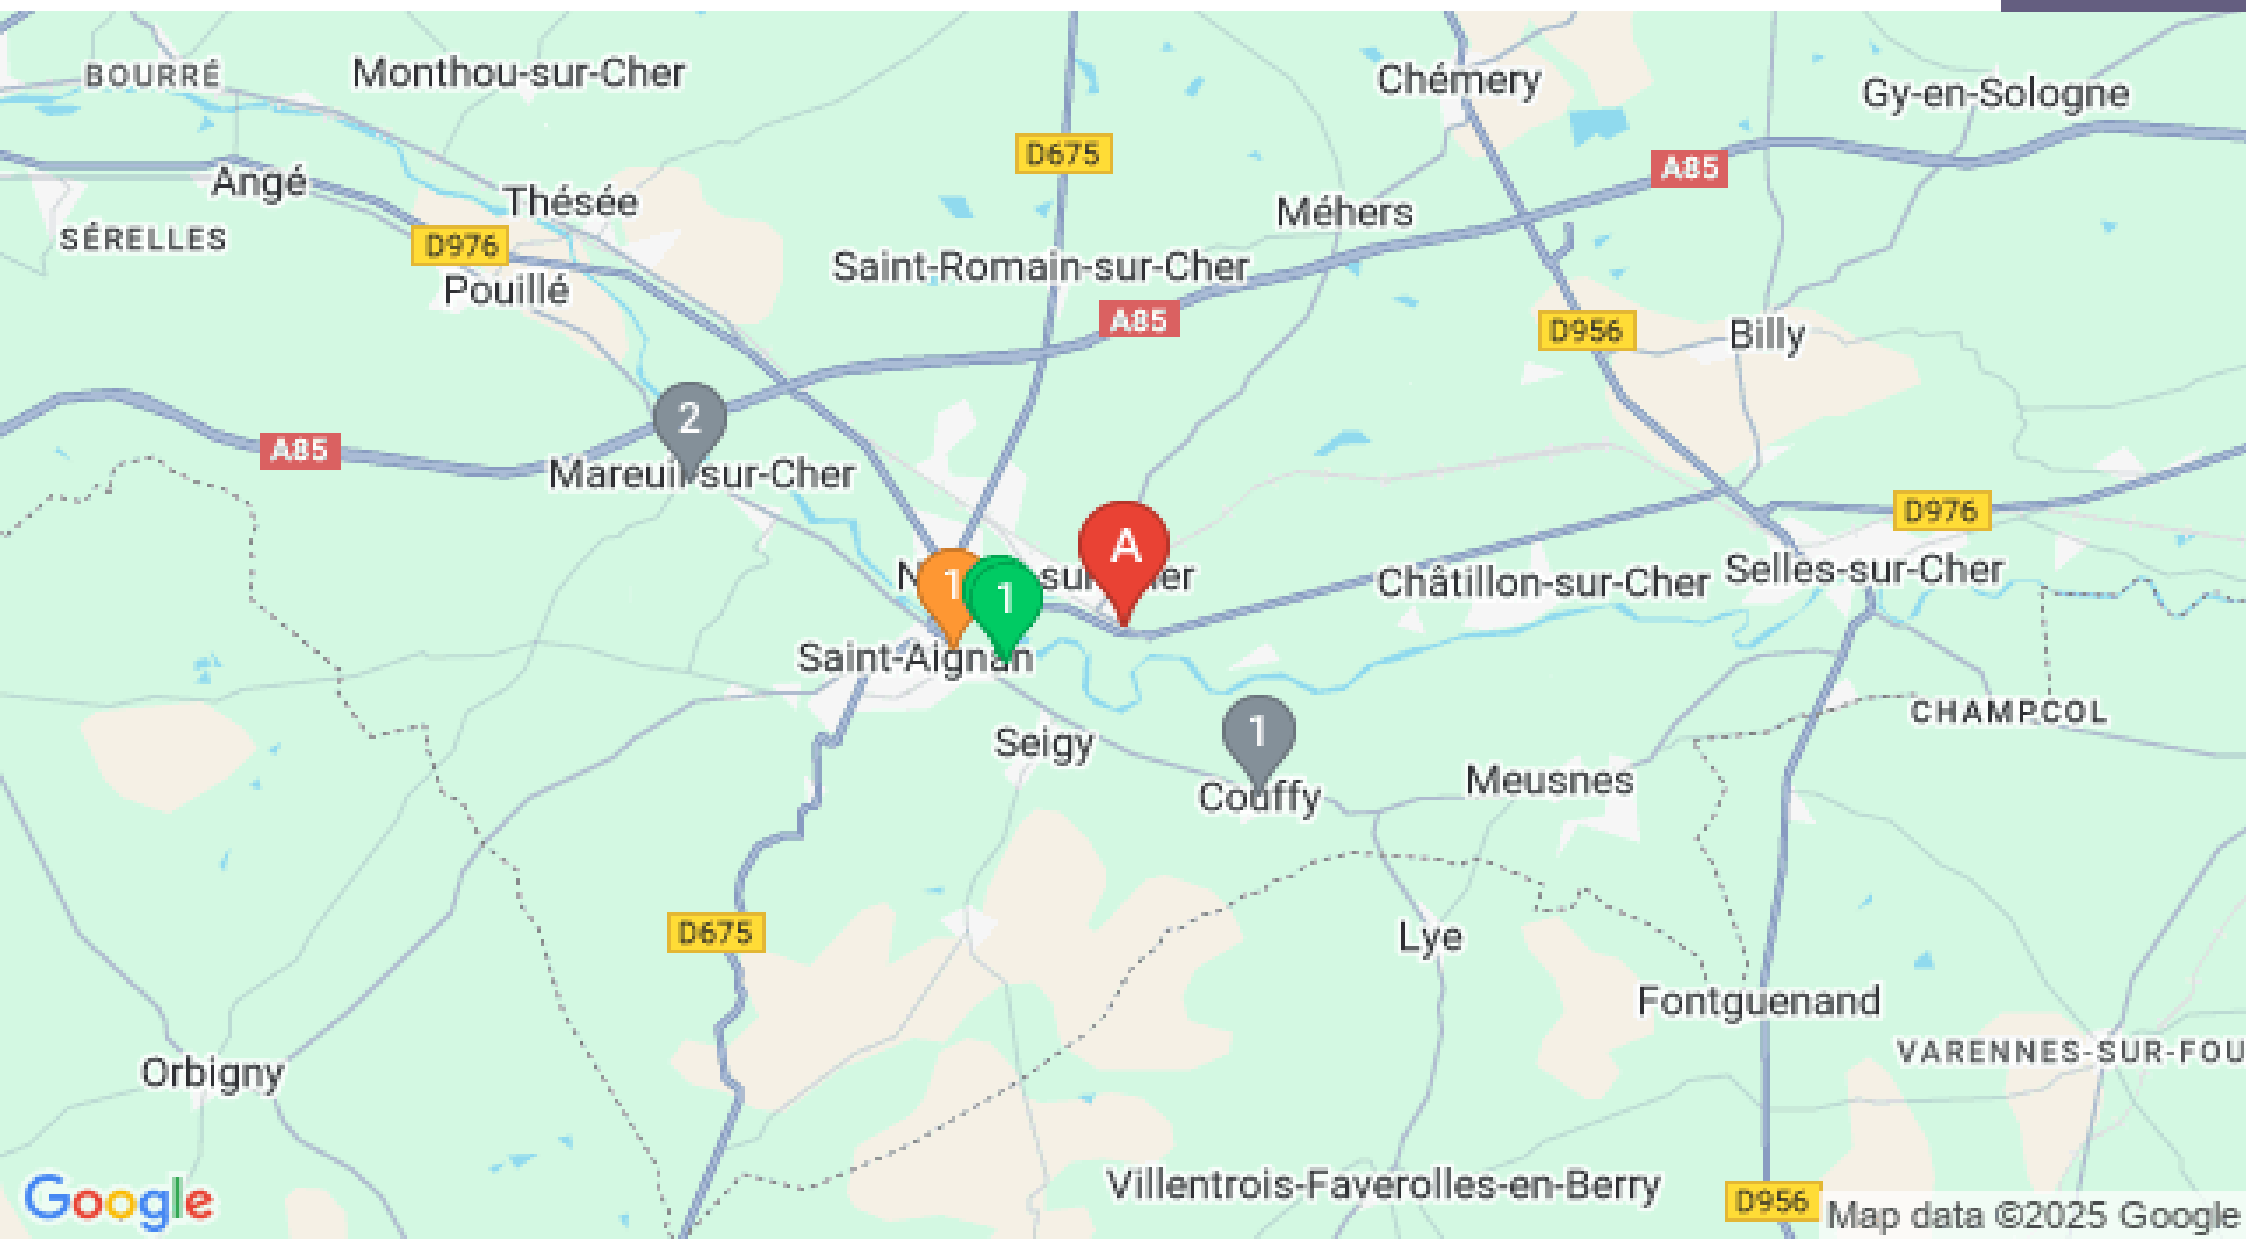 BOURRÉ
Monthou-sur-Cher
Chémery
Gy-en-Sologne
D675
A85
Angé
Thésée
Méhers
SÉRELLES
D976
Saint-Romain-sur-Cher
Pouillé
A85
D956
Billy
2
A85
Mareuil-sur-Cher
D976
A
1
1
Châtillon-sur-Cher
Selles-sur-Cher
Saint-Aignan
CHAMPCOL
1
Seigy
Meusnes
Couffy
D675
Lye
Fontguenand
VARENNES-SUR-FOU
Orbigny
Villentrois-Faverolles-en-Berry
D956
Google
Map data ©2025 Google